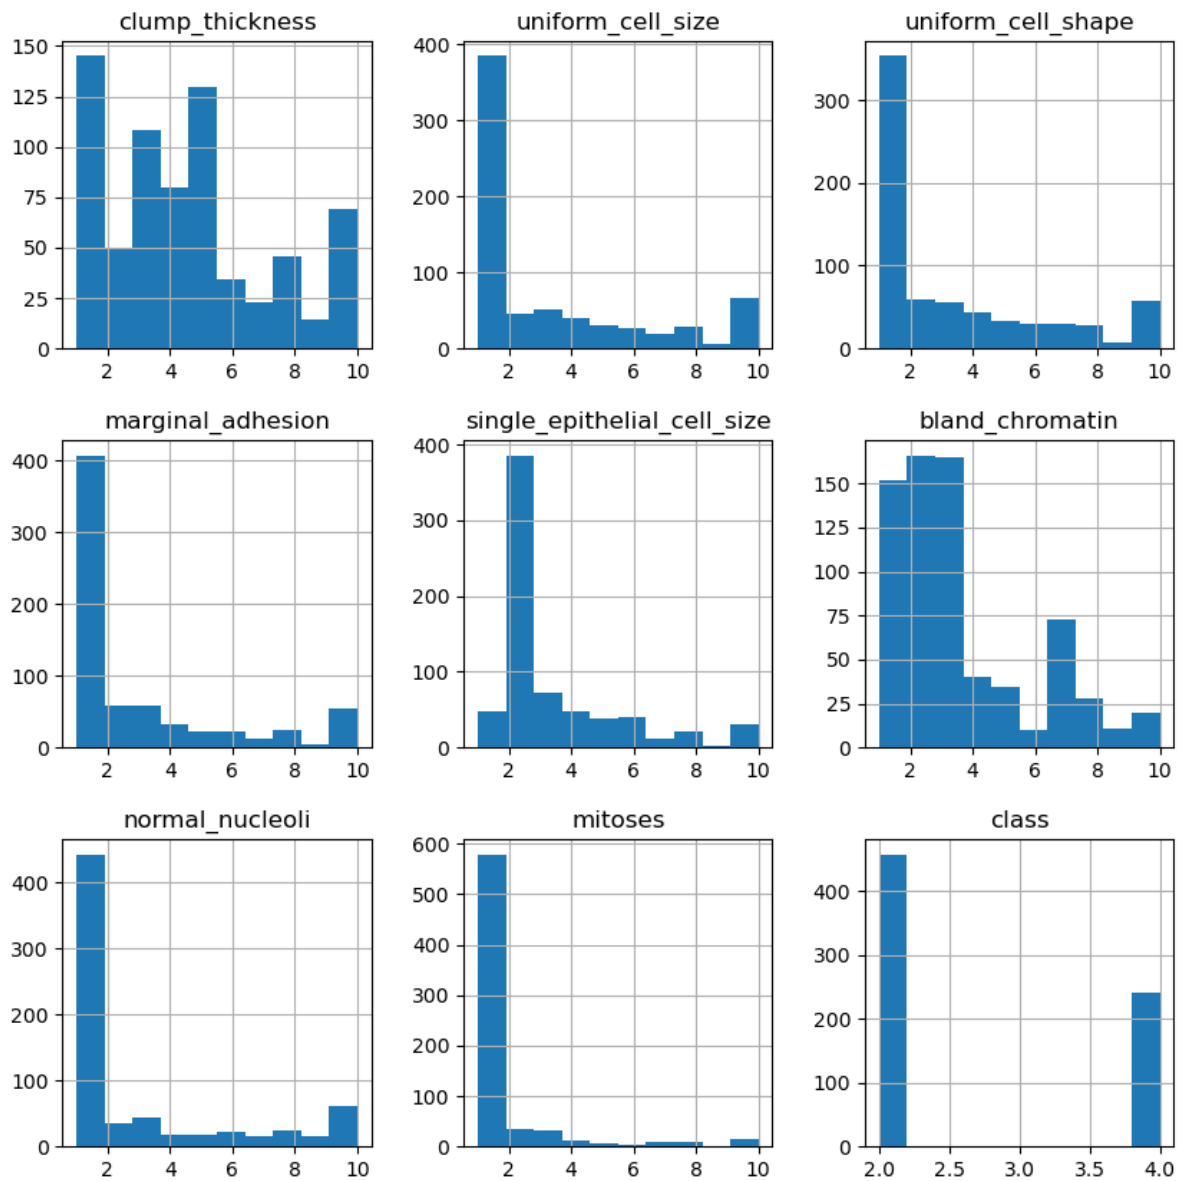 clump_thickness
150
125
100
75
50
25
0
2 4 6 8 10
uniform_cell_size
400
300
200
100
0
2 4 6 8 10
uniform_cell_shape
300
200
100
0
2 4 6 8 10
marginal_adhesion
400
300
200
100
0
2 4 6 8 10
single_epithelial_cell_size
400
300
200
100
0
2 4 6 8 10
bland_chromatin
150
125
100
75
50
25
0
2 4 6 8 10
normal_nucleoli
400
300
200
100
0
2 4 6 8 10
mitoses
600
500
400
300
200
100
0
2 4 6 8 10
class
400
300
200
100
0
2.0 2.5 3.0 3.5 4.0